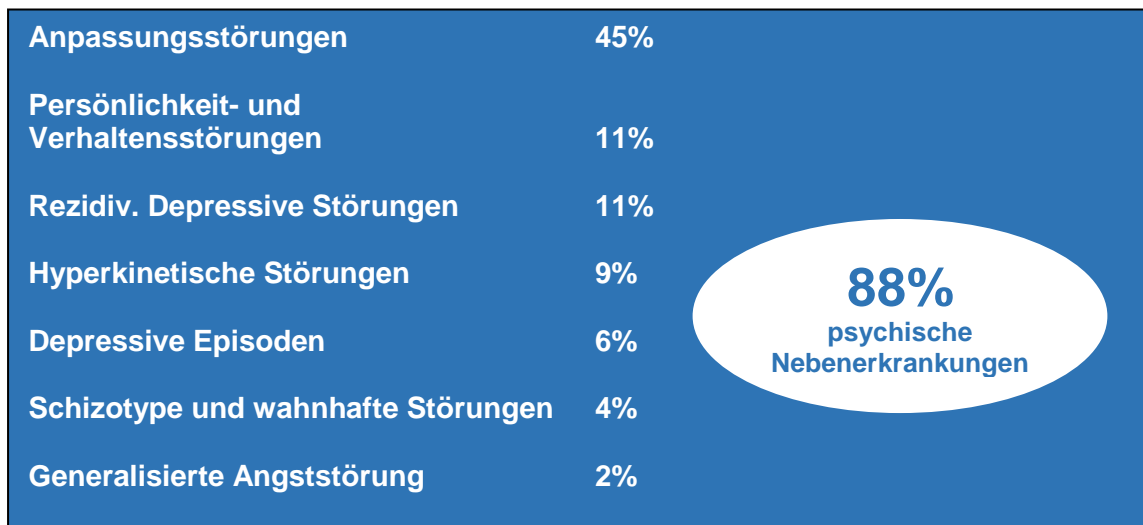 Anpassungsstörungen 45%
Persönlichkeit- und
Verhaltensstörungen 11%
Rezidiv. Depressive Störungen 11%
Hyperkinetische Störungen 9%
Depressive Episoden 6%
Schizotype und wahnhafte Störungen 4%
Generalisierte Angststörung 2%
88%
psychische
Nebenerkrankungen